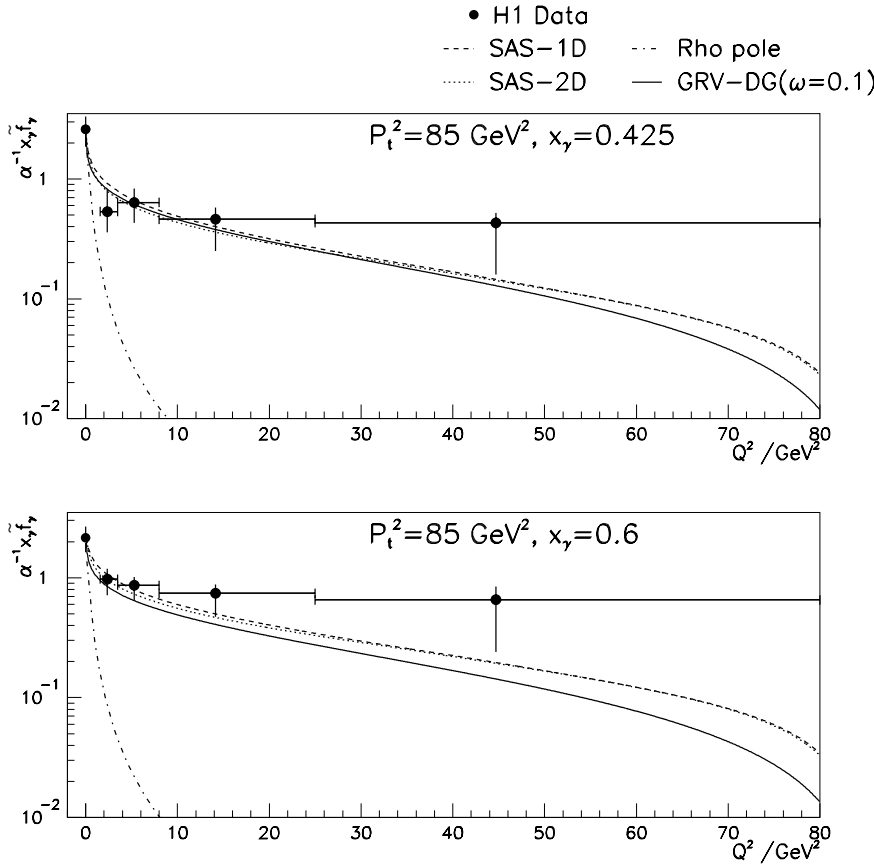 H1 Data
SAS-1D Rho pole
SAS-2D GRV-DG(ω=0.1)
P_t^2=85 GeV^2, x_γ=0.425
α^-1 x_γ f̃_γ
1
10^-1
10^-2
0 10 20 30 40 50 60 70 80
Q^2 /GeV^2
P_t^2=85 GeV^2, x_γ=0.6
α^-1 x_γ f̃_γ
1
10^-1
10^-2
0 10 20 30 40 50 60 70 80
Q^2 /GeV^2